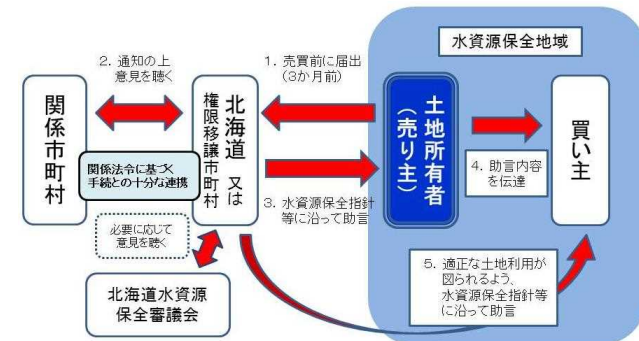 水資源保全地域
2. 通知の上
意見を聴く
1. 売買前に届出
(3か月前)
関係市町村
北海道 又は
権限移譲市町村
土地所有者
(売り主)
買い主
関係法令に基づく
手続との十分な連携
3. 水資源保全指針
等に沿って助言
4. 助言内容
を伝達
必要に応じて
意見を聴く
北海道水資源
保全審議会
5. 適正な土地利用が
図られるよう、
水資源保全指針等
に沿って助言